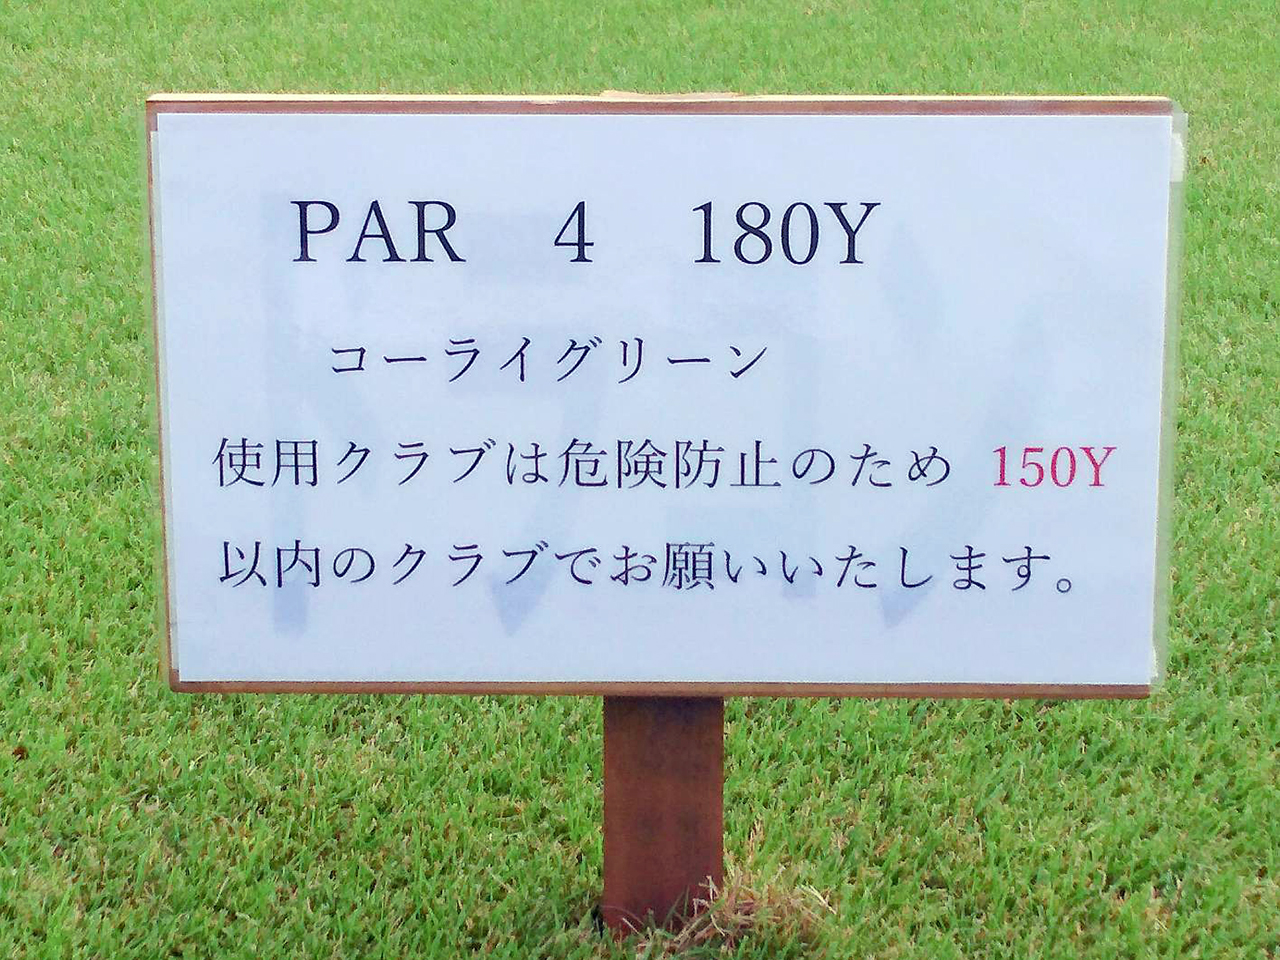 PAR 4 180Y
コーライグリーン
使用クラブは危険防止のため 150Y
以内のクラブでお願いいたします。